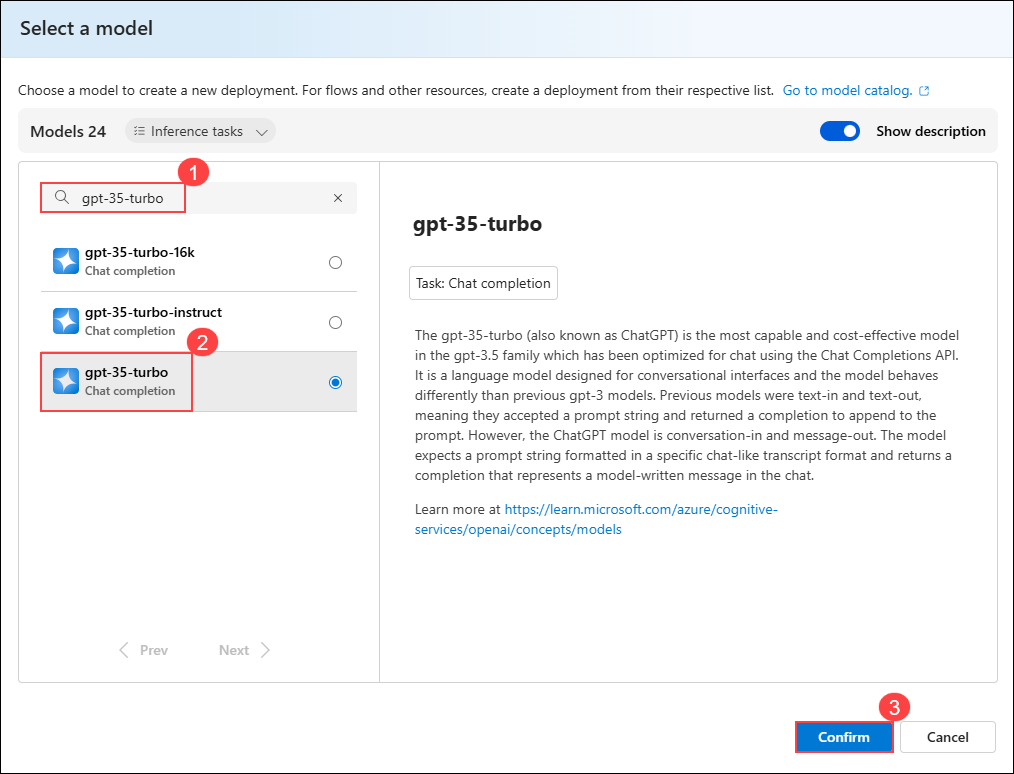 Select a model
Choose a model to create a new deployment. For flows and other resources, create a deployment from their respective list. Go to model catalog.
Models 24 Inference tasks Show description
1
gpt-35-turbo
gpt-35-turbo-16k
Chat completion
gpt-35-turbo-instruct
Chat completion
2
gpt-35-turbo
Chat completion
Prev Next
gpt-35-turbo
Task: Chat completion
The gpt-35-turbo (also known as ChatGPT) is the most capable and cost-effective model
in the gpt-3.5 family which has been optimized for chat using the Chat Completions API.
It is a language model designed for conversational interfaces and the model behaves
differently than previous gpt-3 models. Previous models were text-in and text-out,
meaning they accepted a prompt string and returned a completion to append to the
prompt. However, the ChatGPT model is conversation-in and message-out. The model
expects a prompt string formatted in a specific chat-like transcript format and returns a
completion that represents a model-written message in the chat.
Learn more at https://learn.microsoft.com/azure/cognitive-
services/openai/concepts/models
3
Confirm Cancel